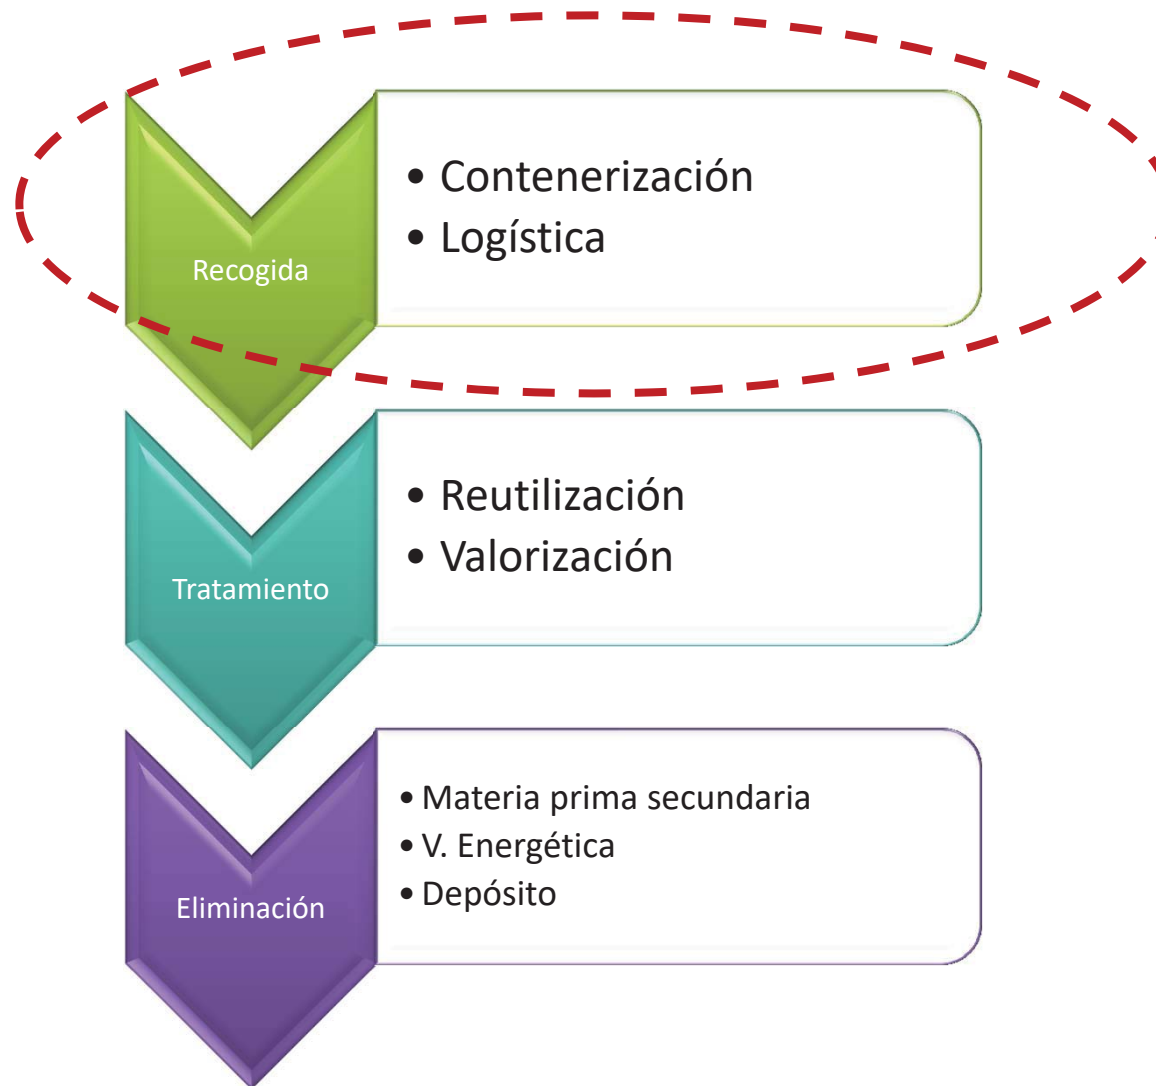 Recogida
• Contenerización
• Logística
Tratamiento
• Reutilización
• Valorización
Eliminación
• Materia prima secundaria
• V. Energética
• Depósito